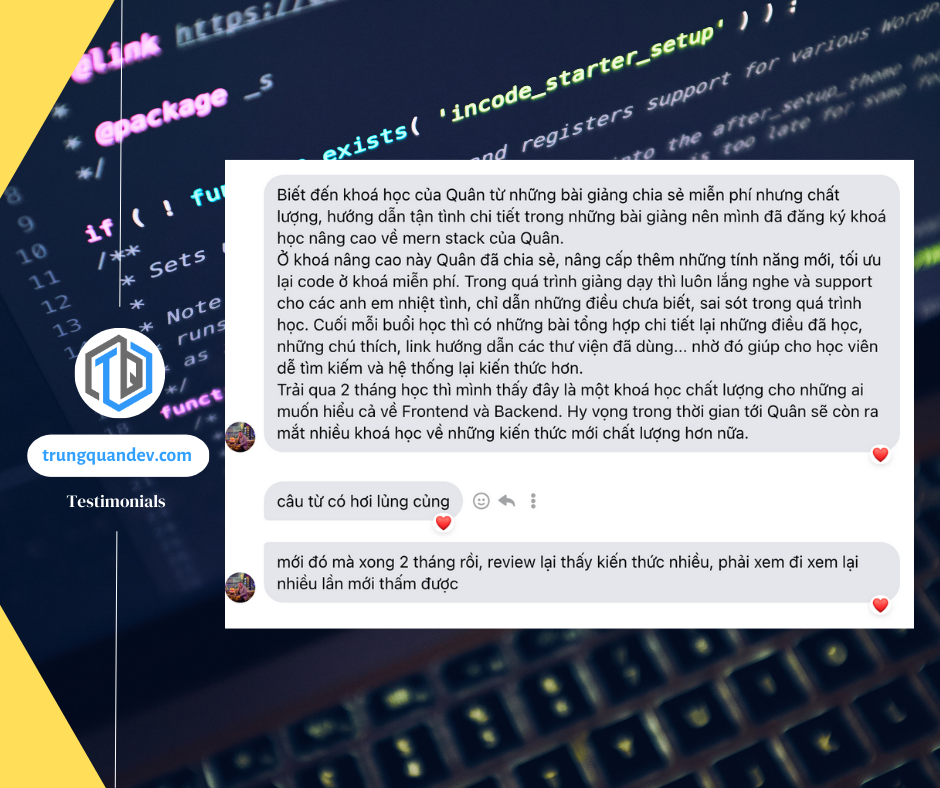 @link https://
*
* @package _s
*/
if ( ! fu exists( 'incode_starter_setup' ) ) :
/**
* Sets
and registers support for various WordP
*
* Note
into the after_setup_theme
* runs
is too late for some
* as
*/
funct
8
9
10
11
12
13
18
TQ
trungquandev.com
Testimonials
Biết đến khoá học của Quân từ những bài giảng chia sẻ miễn phí nhưng chất
lượng, hướng dẫn tận tình chi tiết trong những bài giảng nên mình đã đăng ký khoá
học nâng cao về mern stack của Quân.
Ở khoá nâng cao này Quân đã chia sẻ, nâng cấp thêm những tính năng mới, tối ưu
lại code ở khoá miễn phí. Trong quá trình giảng dạy thì luôn lắng nghe và support
cho các anh em nhiệt tình, chỉ dẫn những điều chưa biết, sai sót trong quá trình
học. Cuối mỗi buổi học thì có những bài tổng hợp chi tiết lại những điều đã học,
những chú thích, link hướng dẫn các thư viện đã dùng... nhờ đó giúp cho học viên
dễ tìm kiếm và hệ thống lại kiến thức hơn.
Trải qua 2 tháng học thì mình thấy đây là một khoá học chất lượng cho những ai
muốn hiểu cả về Frontend và Backend. Hy vọng trong thời gian tới Quân sẽ còn ra
mắt nhiều khoá học về những kiến thức mới chất lượng hơn nữa.
câu từ có hơi lủng củng
mới đó mà xong 2 tháng rồi, review lại thấy kiến thức nhiều, phải xem đi xem lại
nhiều lần mới thấm được